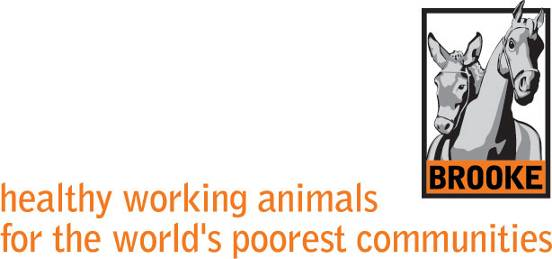 BROOKE
healthy working animals
for the world's poorest communities